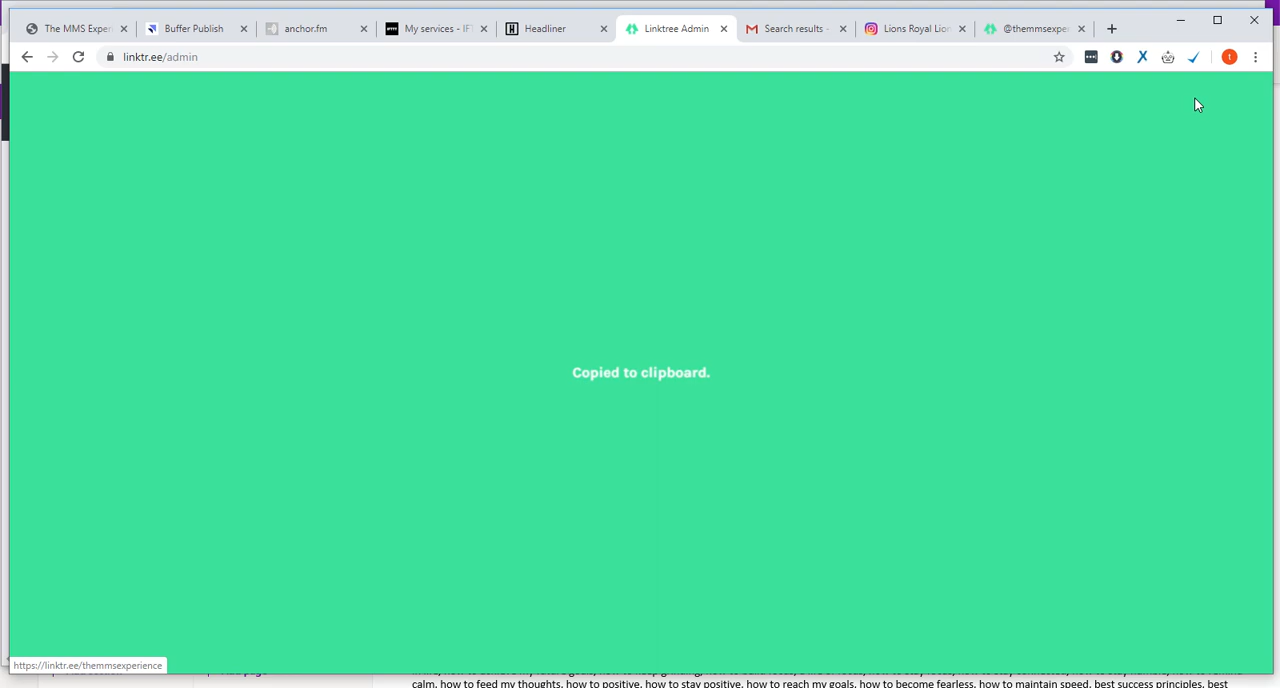 The MMS Exper
Buffer Publish
anchor.fm
My services - IFT
Headliner
Linktree Admin
Search results -
Lions Royal Lion
@themmsexper
linktr.ee/admin
t
Copied to clipboard.
https://linktr.ee/themmsexperience
calm, how to feed my thoughts, how to positive, how to stay positive, how to reach my goals, how to become fearless, how to maintain speed, best success principles, best